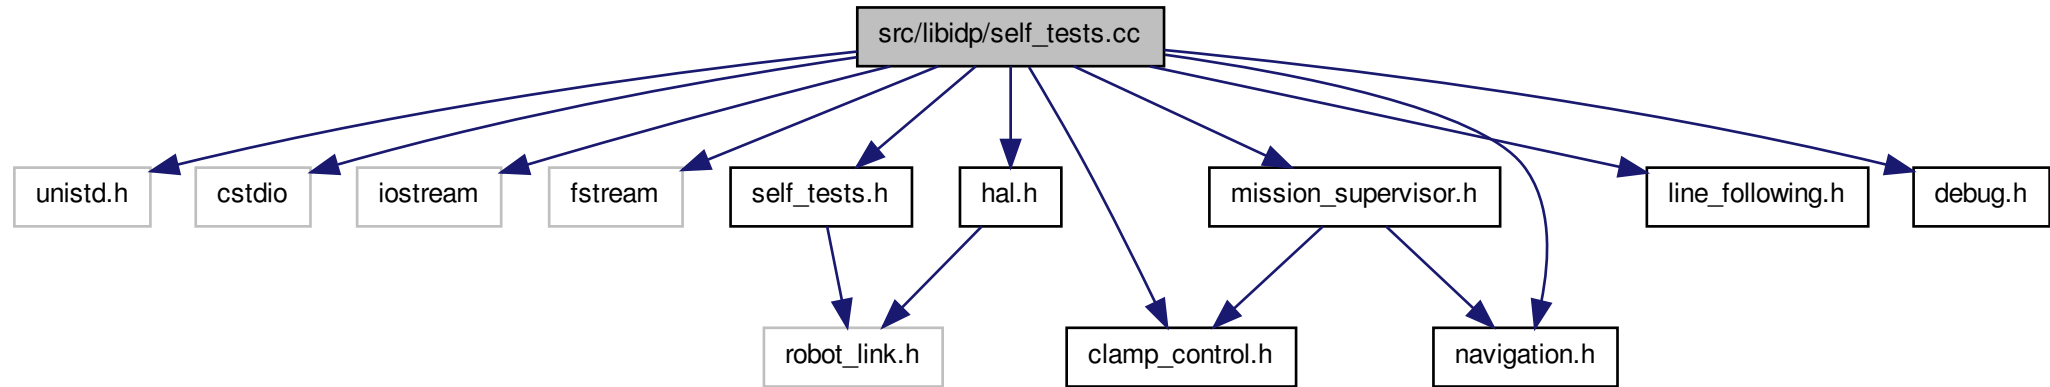 src/libidp/self_tests.cc
unistd.h
cstdio
iostream
fstream
self_tests.h
hal.h
mission_supervisor.h
line_following.h
debug.h
robot_link.h
clamp_control.h
navigation.h